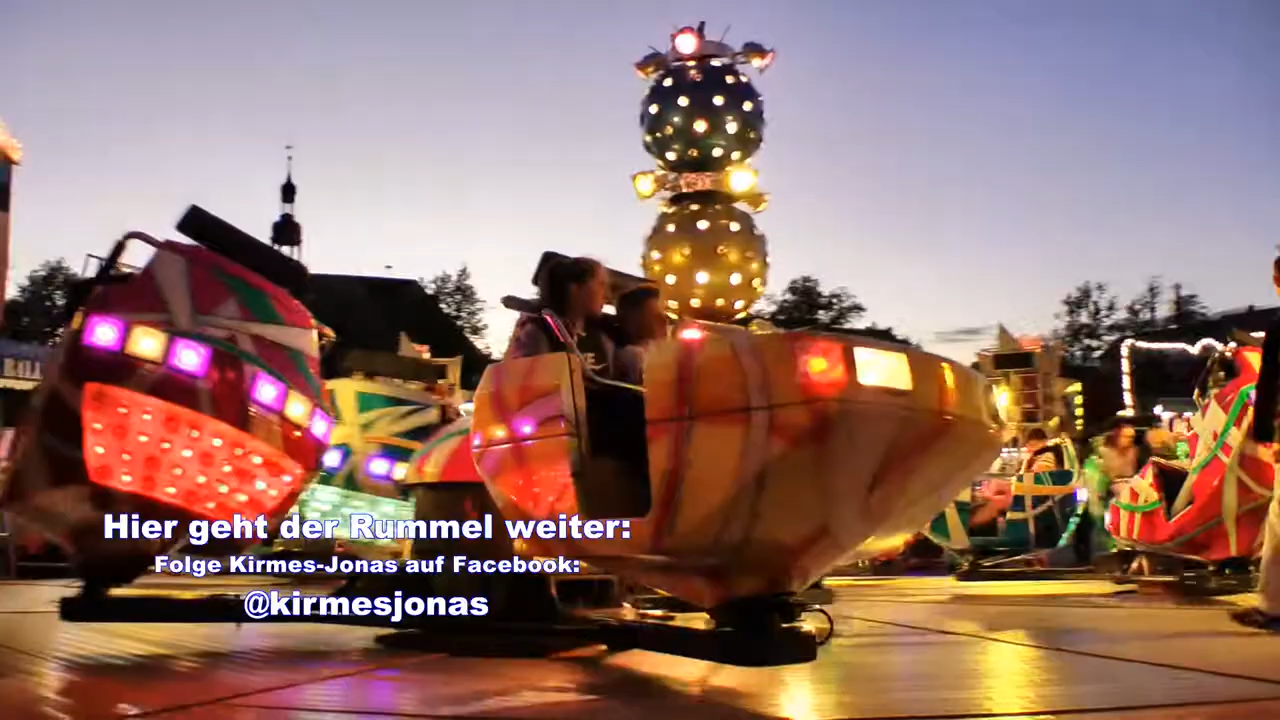 Hier geht der Rummel weiter:
Folge Kirmes-Jonas auf Facebook:
@kirmesjonas